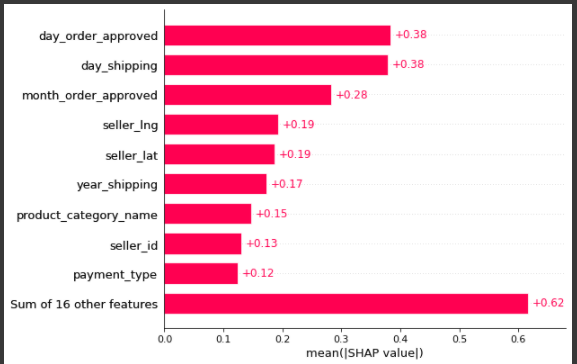 day_order_approved +0.38
day_shipping +0.38
month_order_approved +0.28
seller_lng +0.19
seller_lat +0.19
year_shipping +0.17
product_category_name +0.15
seller_id +0.13
payment_type +0.12
Sum of 16 other features +0.62
0.0 0.1 0.2 0.3 0.4 0.5 0.6
mean(|SHAP value|)